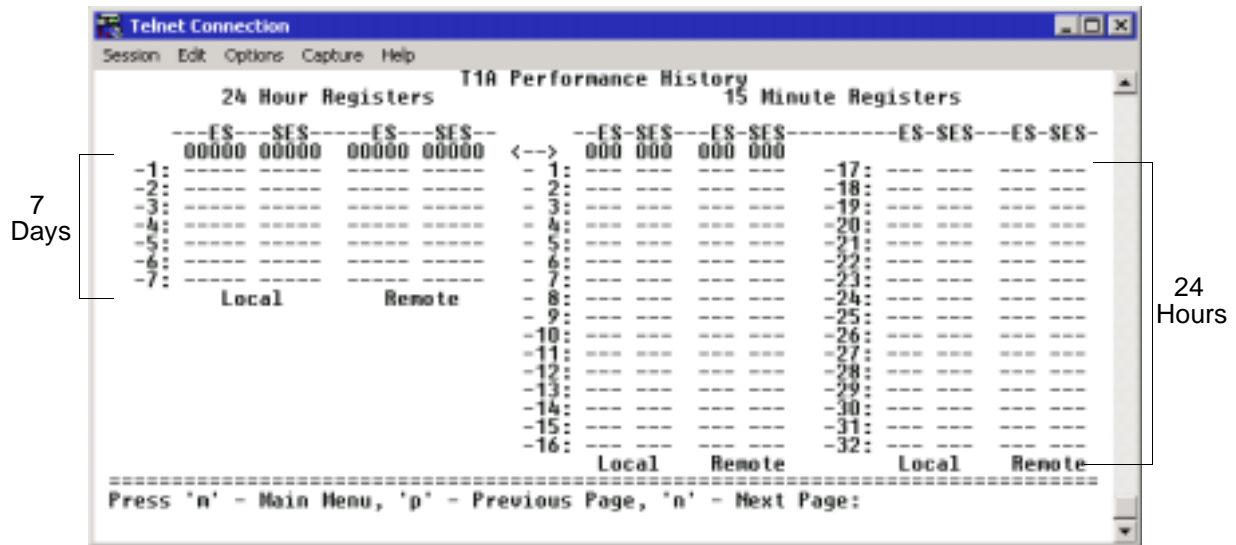 Telnet Connection
Session Edit Options Capture Help
T1A Performance History
24 Hour Registers 15 Minute Registers
---ES---SES-----ES---SES-- --ES-SES---ES-SES---------ES-SES---ES-SES-
00000 00000 00000 00000 <--> 000 000 000 000
-1: ----- ----- ----- ----- - 1: --- --- --- --- -17: --- --- --- ---
-2: ----- ----- ----- ----- - 2: --- --- --- --- -18: --- --- --- ---
-3: ----- ----- ----- ----- - 3: --- --- --- --- -19: --- --- --- ---
-4: ----- ----- ----- ----- - 4: --- --- --- --- -20: --- --- --- ---
-5: ----- ----- ----- ----- - 5: --- --- --- --- -21: --- --- --- ---
-6: ----- ----- ----- ----- - 6: --- --- --- --- -22: --- --- --- ---
-7: ----- ----- ----- ----- - 7: --- --- --- --- -23: --- --- --- ---
Local Remote - 8: --- --- --- --- -24: --- --- --- ---
- 9: --- --- --- --- -25: --- --- --- ---
-10: --- --- --- --- -26: --- --- --- ---
-11: --- --- --- --- -27: --- --- --- ---
-12: --- --- --- --- -28: --- --- --- ---
-13: --- --- --- --- -29: --- --- --- ---
-14: --- --- --- --- -30: --- --- --- ---
-15: --- --- --- --- -31: --- --- --- ---
-16: --- --- --- --- -32: --- --- --- ---
Local Remote Local Remote
Press 'm' - Main Menu, 'p' - Previous Page, 'n' - Next Page:
7
Days
24
Hours